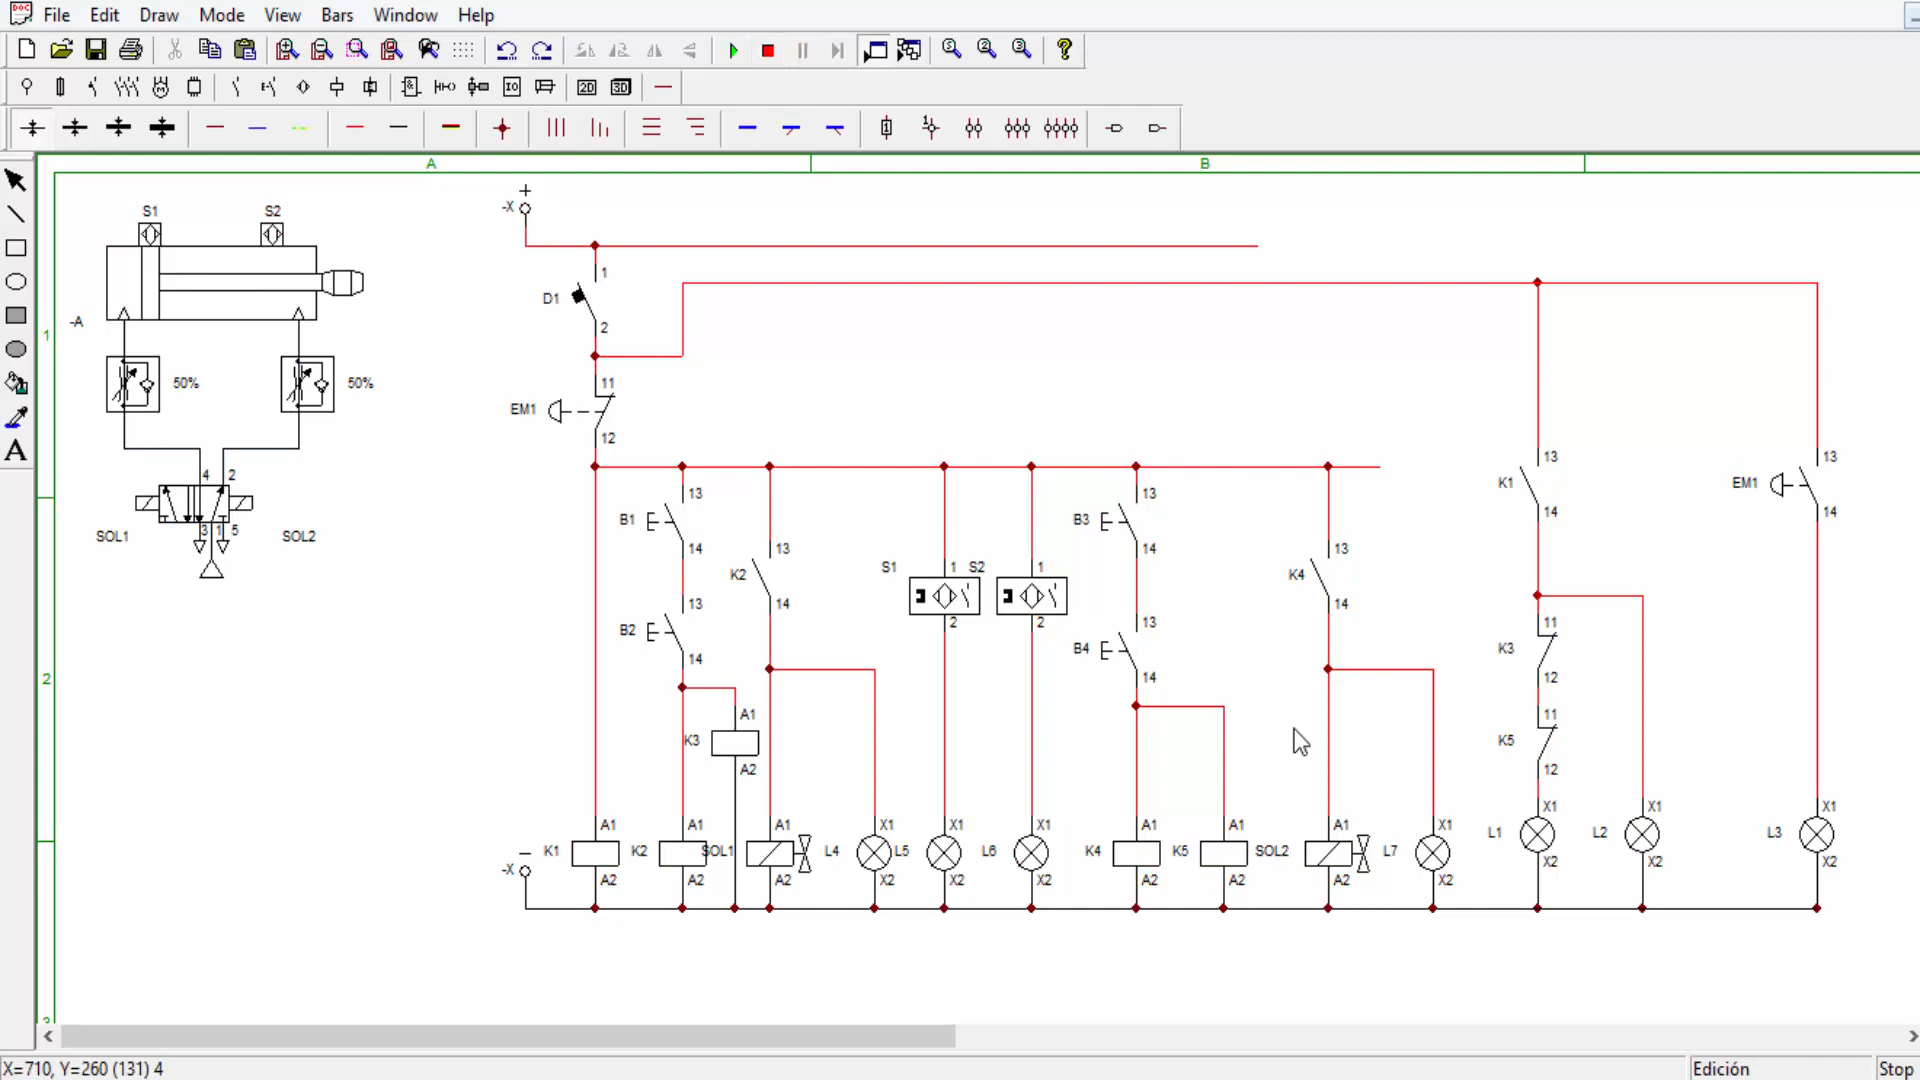 File Edit Draw View Bars Window Help
A B
+
-X
S1 S2
1
D1
2
-A
1
50% 50%
11
EM1
12
4 2
3 1 5
SOL1 SOL2
13
B1
14
13
B2
14
13
K2
14
S1 1 S2 1
2 2
13
B3
14
13
B4
14
13
K4
14
13
K1
14
13
EM1
14
11
K3
12
11
K5
12
2
A1
K3
A2
A1 A1 A1 X1 X1 X1 A1 A1 A1 X1 X1 X1 X1
-X K1 K2 SOL1 L4 L5 L6 K4 K5 SOL2 L7 L1 L2 L3
A2 A2 A2 X2 X2 X2 A2 A2 A2 X2 X2 X2 X2
3
X=710, Y=260 (131) 4 Edición Stop